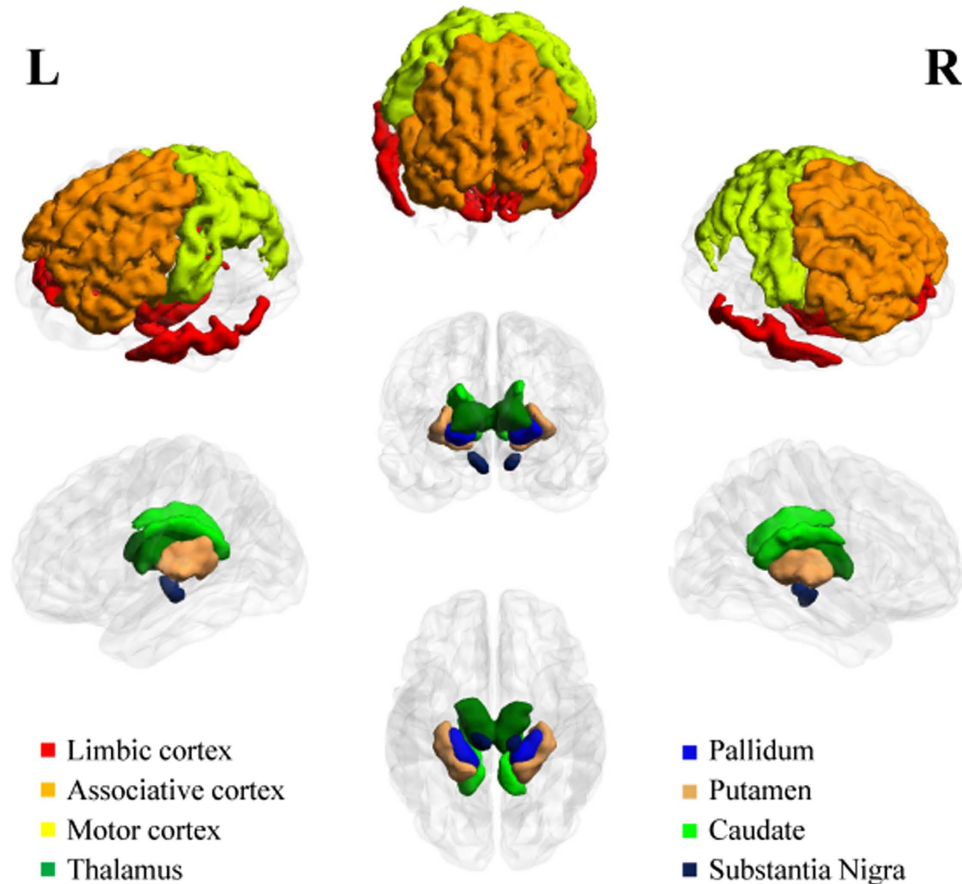 L
R
Limbic cortex
Associative cortex
Motor cortex
Thalamus
Pallidum
Putamen
Caudate
Substantia Nigra